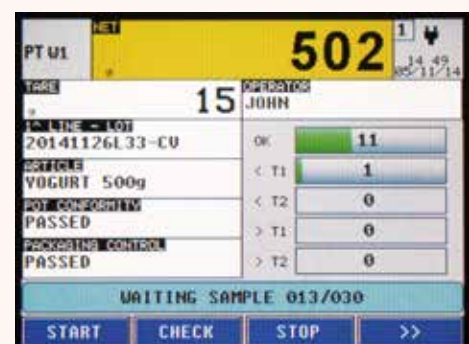 NET
PT W1
502
1
14 49
05/11/14
TARE
g
15
OPERATOR
JOHN
1^ LINE - LOT
20141126L33-CV
ARTICLE
YOGURT 500g
POT CONFORMITY
PASSED
PACKAGING CONTROL
PASSED
OK 11
< T1 1
< T2 0
> T1 0
> T2 0
WAITING SAMPLE 013/030
START CHECK STOP >>